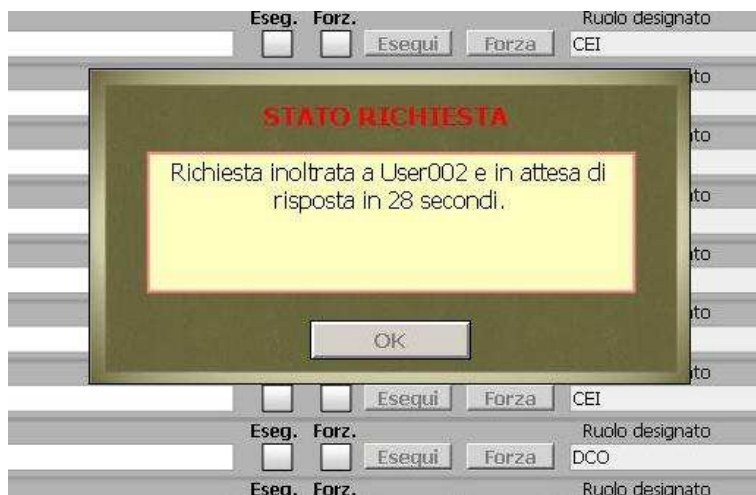 Eseg. Forz. Ruolo designato
Esegui Forza CEI
STATO RICHIESTA
Richiesta inoltrata a User002 e in attesa di
risposta in 28 secondi.
OK
Esegui Forza CEI
Eseg. Forz. Ruolo designato
Esegui Forza DCO
Eseg. Forz. Ruolo designato